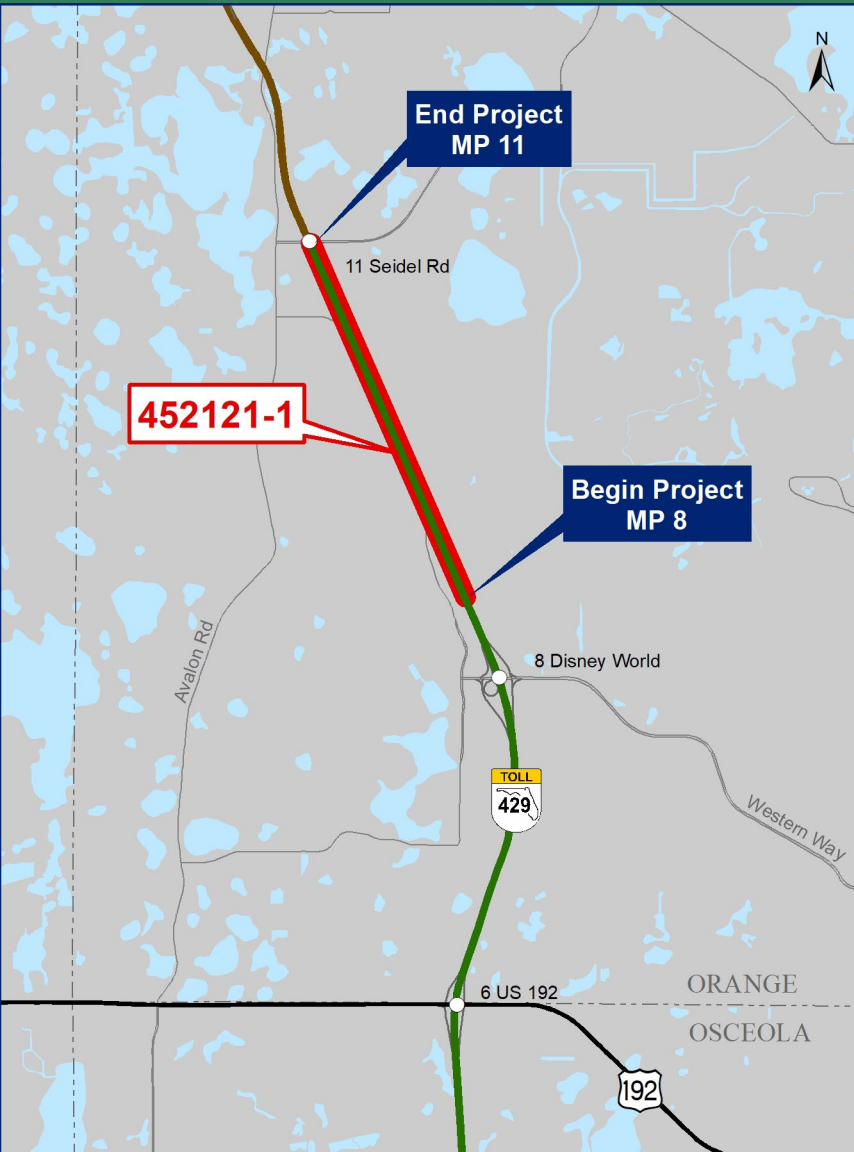 N
End Project
MP 11
11 Seidel Rd
452121-1
Begin Project
MP 8
Avalon Rd
8 Disney World
TOLL
429
Western Way
6 US 192
ORANGE
OSCEOLA
192